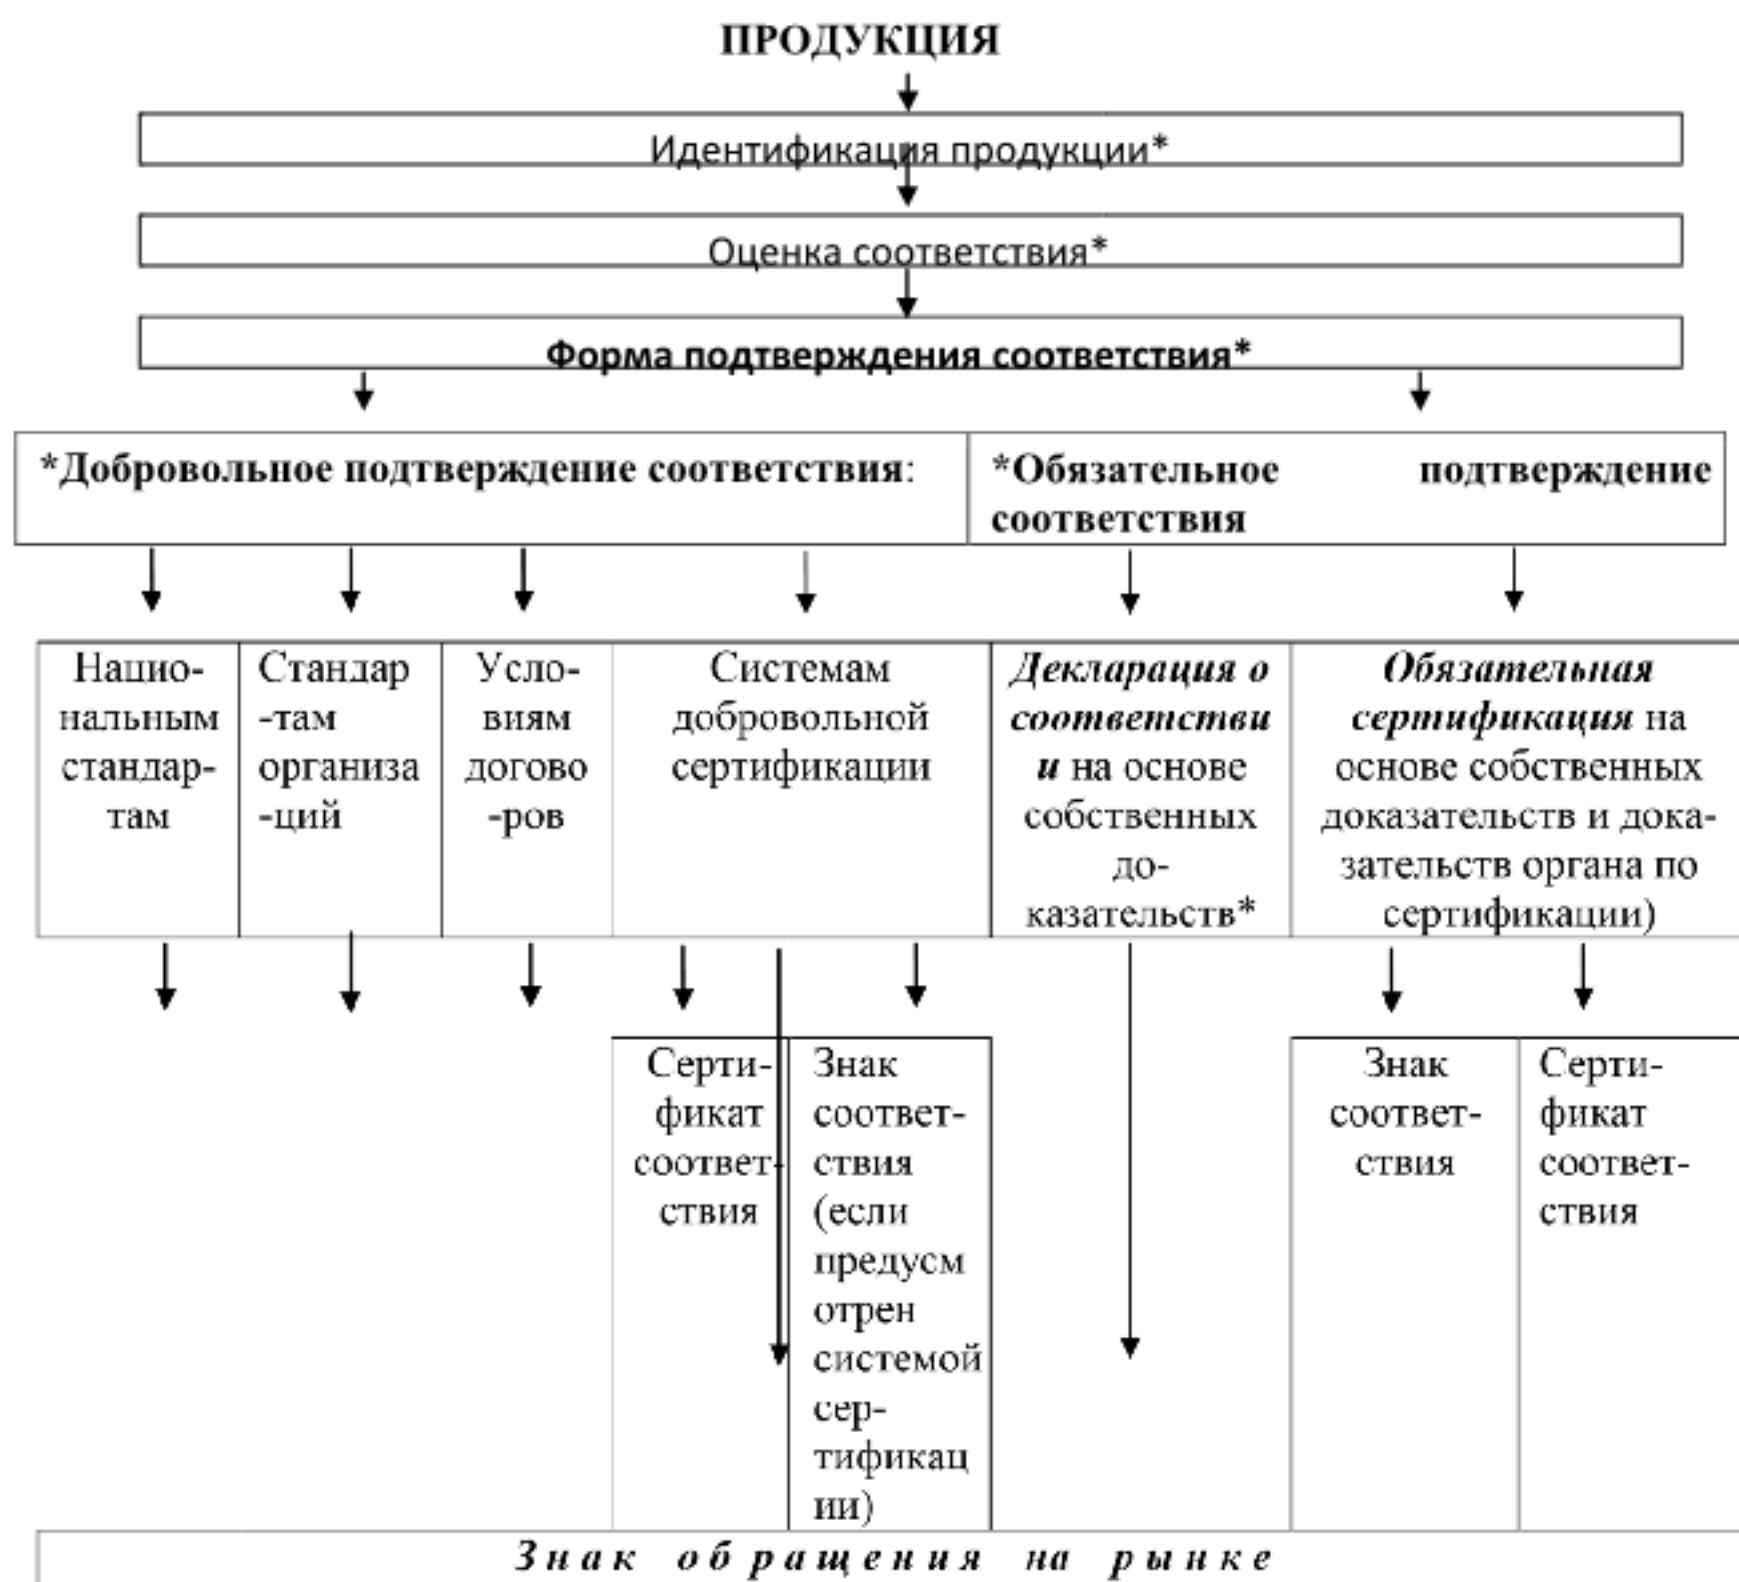 ПРОДУКЦИЯ
Идентификация продукции*
Оценка соответствия*
Форма подтверждения соответствия*
*Добровольное подтверждение соответствия:
*Обязательное подтверждение
соответствия
Нацио-
нальным
стандар-
там
Стандар
-там
организа
-ций
Усло-
виям
догово
-ров
Системам
добровольной
сертификации
Декларация о
соответстви
и на основе
собственных
до-
казательств*
Обязательная
сертификация на
основе собственных
доказательств и дока-
зательств органа по
сертификации)
Серти-
фикат
соответ-
ствия
Знак
соответ-
ствия
(если
предусм
отрен
системой
сер-
тификац
ии)
Знак
соответ-
ствия
Серти-
фикат
соответ-
ствия
Знак обращения на рынке